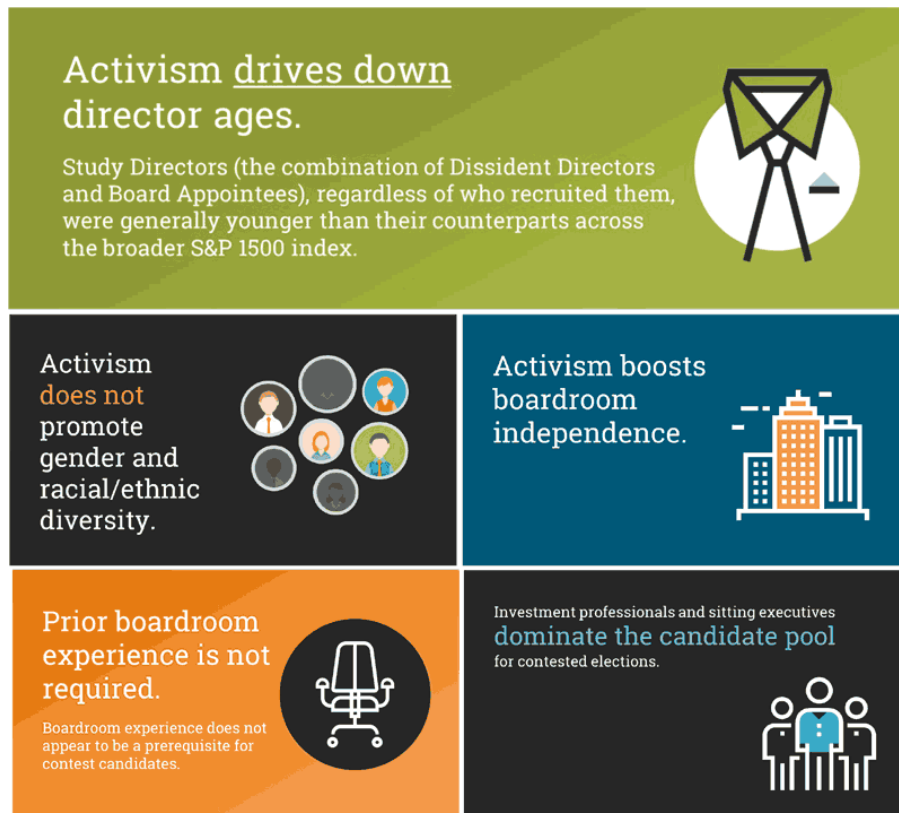 Activism drives down
director ages.
Study Directors (the combination of Dissident Directors
and Board Appointees), regardless of who recruited them,
were generally younger than their counterparts across
the broader S&P 1500 index.
Activism
does not
promote
gender and
racial/ethnic
diversity.
Activism boosts
boardroom
independence.
Prior boardroom
experience is not
required.
Boardroom experience does not
appear to be a prerequisite for
contest candidates.
Investment professionals and sitting executives
dominate the candidate pool
for contested elections.